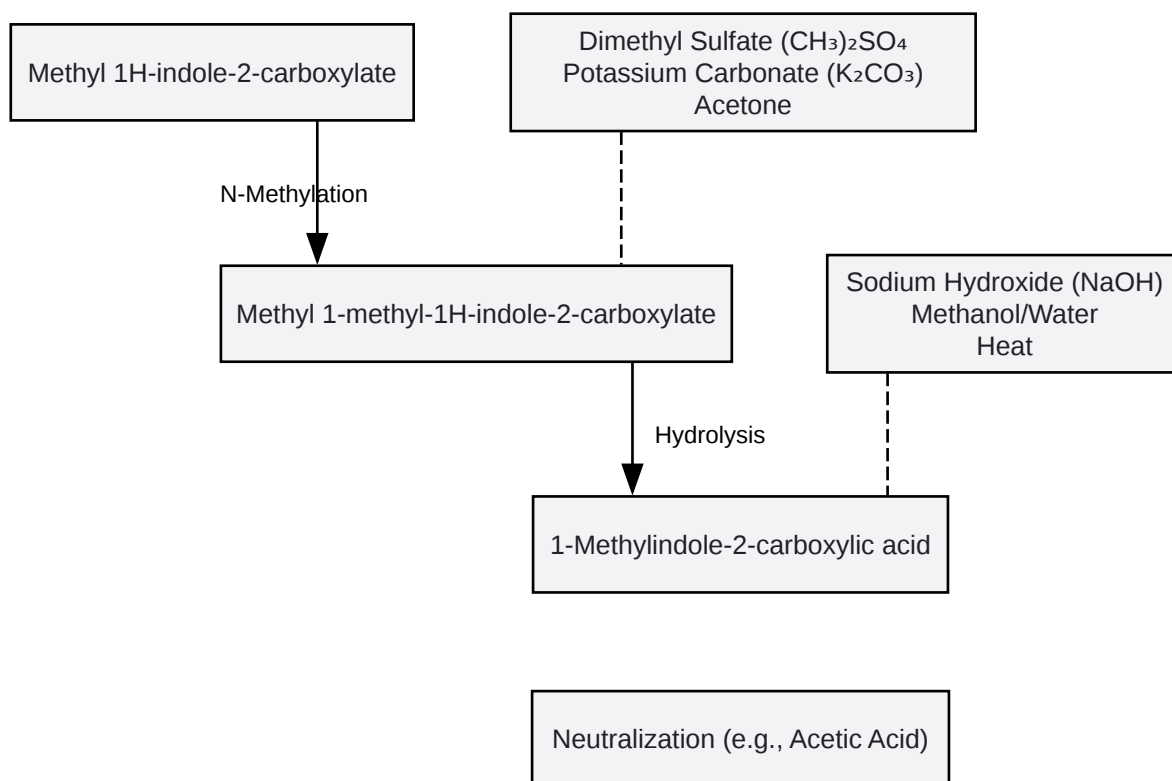 Methyl 1H-indole-2-carboxylate
Dimethyl Sulfate (CH₃)₂SO₄
Potassium Carbonate (K₂CO₃)
Acetone
N-Methylation
Methyl 1-methyl-1H-indole-2-carboxylate
Sodium Hydroxide (NaOH)
Methanol/Water
Heat
Hydrolysis
1-Methylindole-2-carboxylic acid
Neutralization (e.g., Acetic Acid)